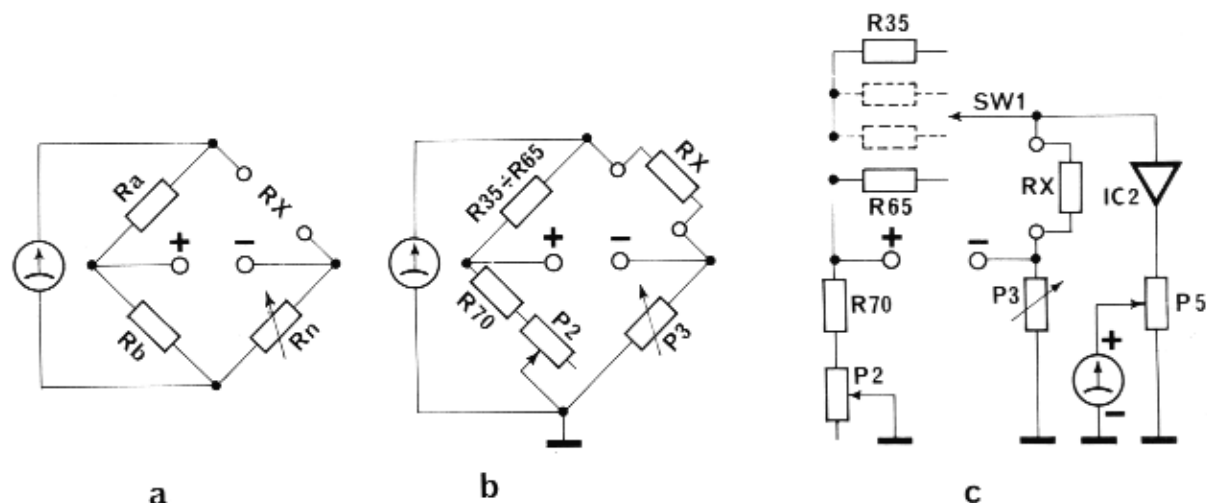 Ra
RX
+
−
Rb
Rn
a
R35÷R65
RX
+
−
R70
P2
P3
b
R35
SW1
R65
RX
IC2
+
−
R70
P3
P5
+
−
P2
c